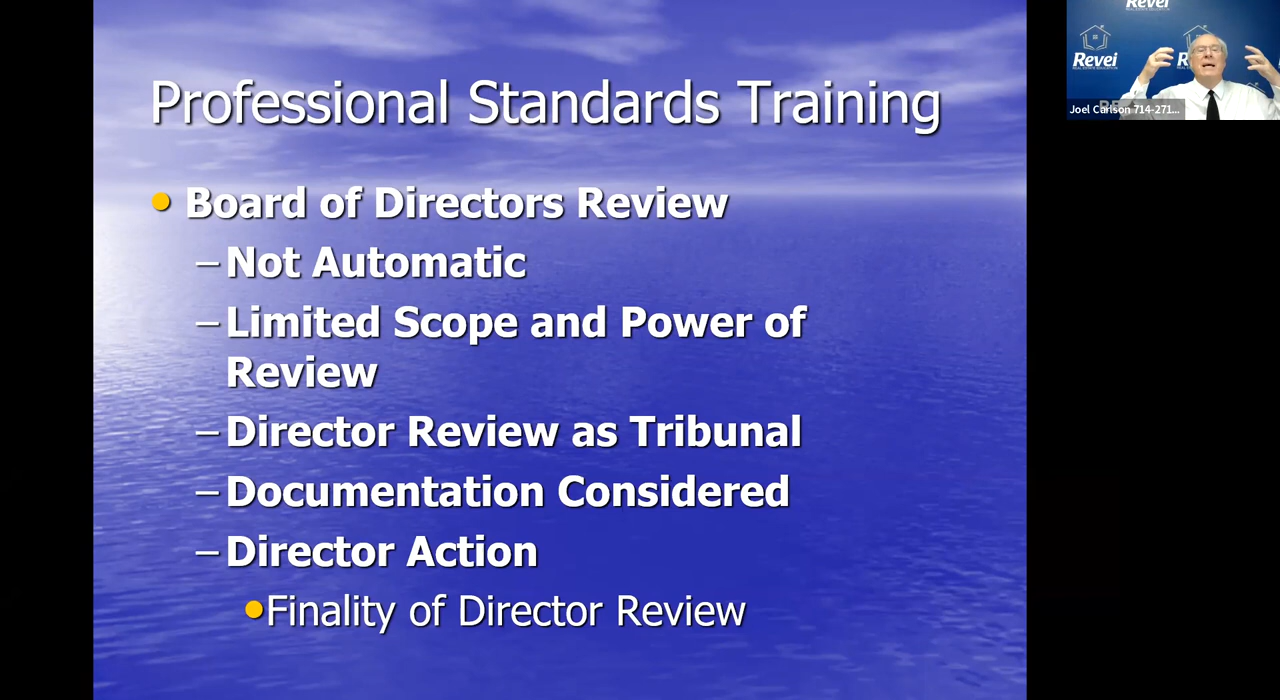 Professional Standards Training
• Board of Directors Review
– Not Automatic
– Limited Scope and Power of
Review
– Director Review as Tribunal
– Documentation Considered
– Director Action
• Finality of Director Review
Revei
Revei
Joel Carlson 714-271...